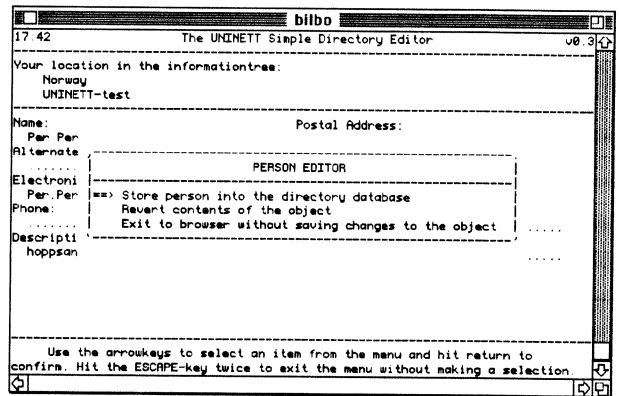 bilbo
17.42 The UNINETT Simple Directory Editor v0.3
Your location in the informationtree:
Norway
UNINETT-test
Name: Postal Address:
Per Per
Alternate
.......
PERSON EDITOR
Electroni
Per.Per ==> Store person into the directory database
Phone: Revert contents of the object
....... Exit to browser without saving changes to the object .....
Descripti
hoppsan .....
Use the arrowkeys to select an item from the menu and hit return to
confirm. Hit the ESCAPE-key twice to exit the menu without making a selection.